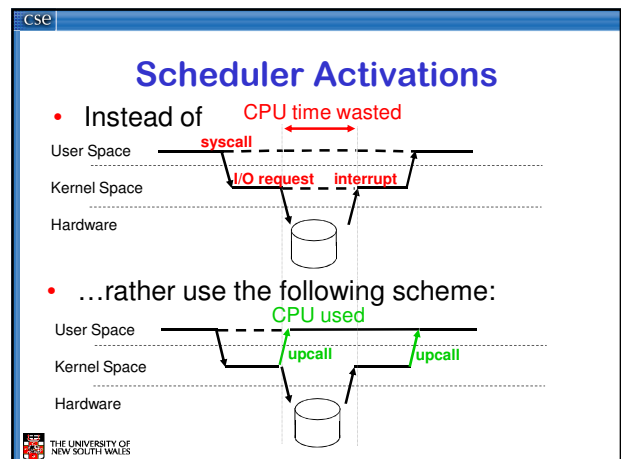 cse
Scheduler Activations
• Instead of
CPU time wasted
syscall
User Space
I/O request interrupt
Kernel Space
Hardware
• …rather use the following scheme:
CPU used
User Space
upcall upcall
Kernel Space
Hardware
THE UNIVERSITY OF
NEW SOUTH WALES